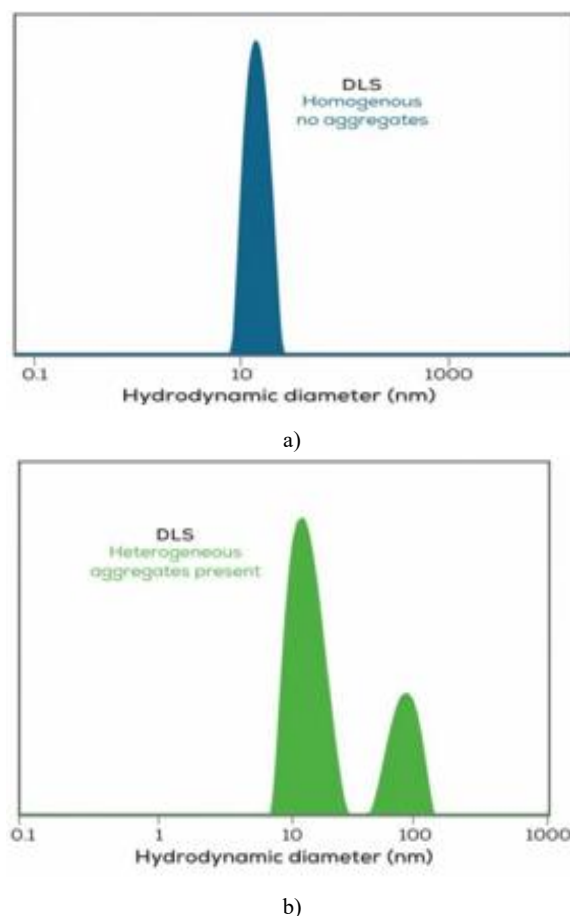 DLS
Homogenous
no aggregates
0.1 10 1000
Hydrodynamic diameter (nm)
a)
DLS
Heterogeneous
aggregates present
0.1 1 10 100 1000
Hydrodynamic diameter (nm)
b)